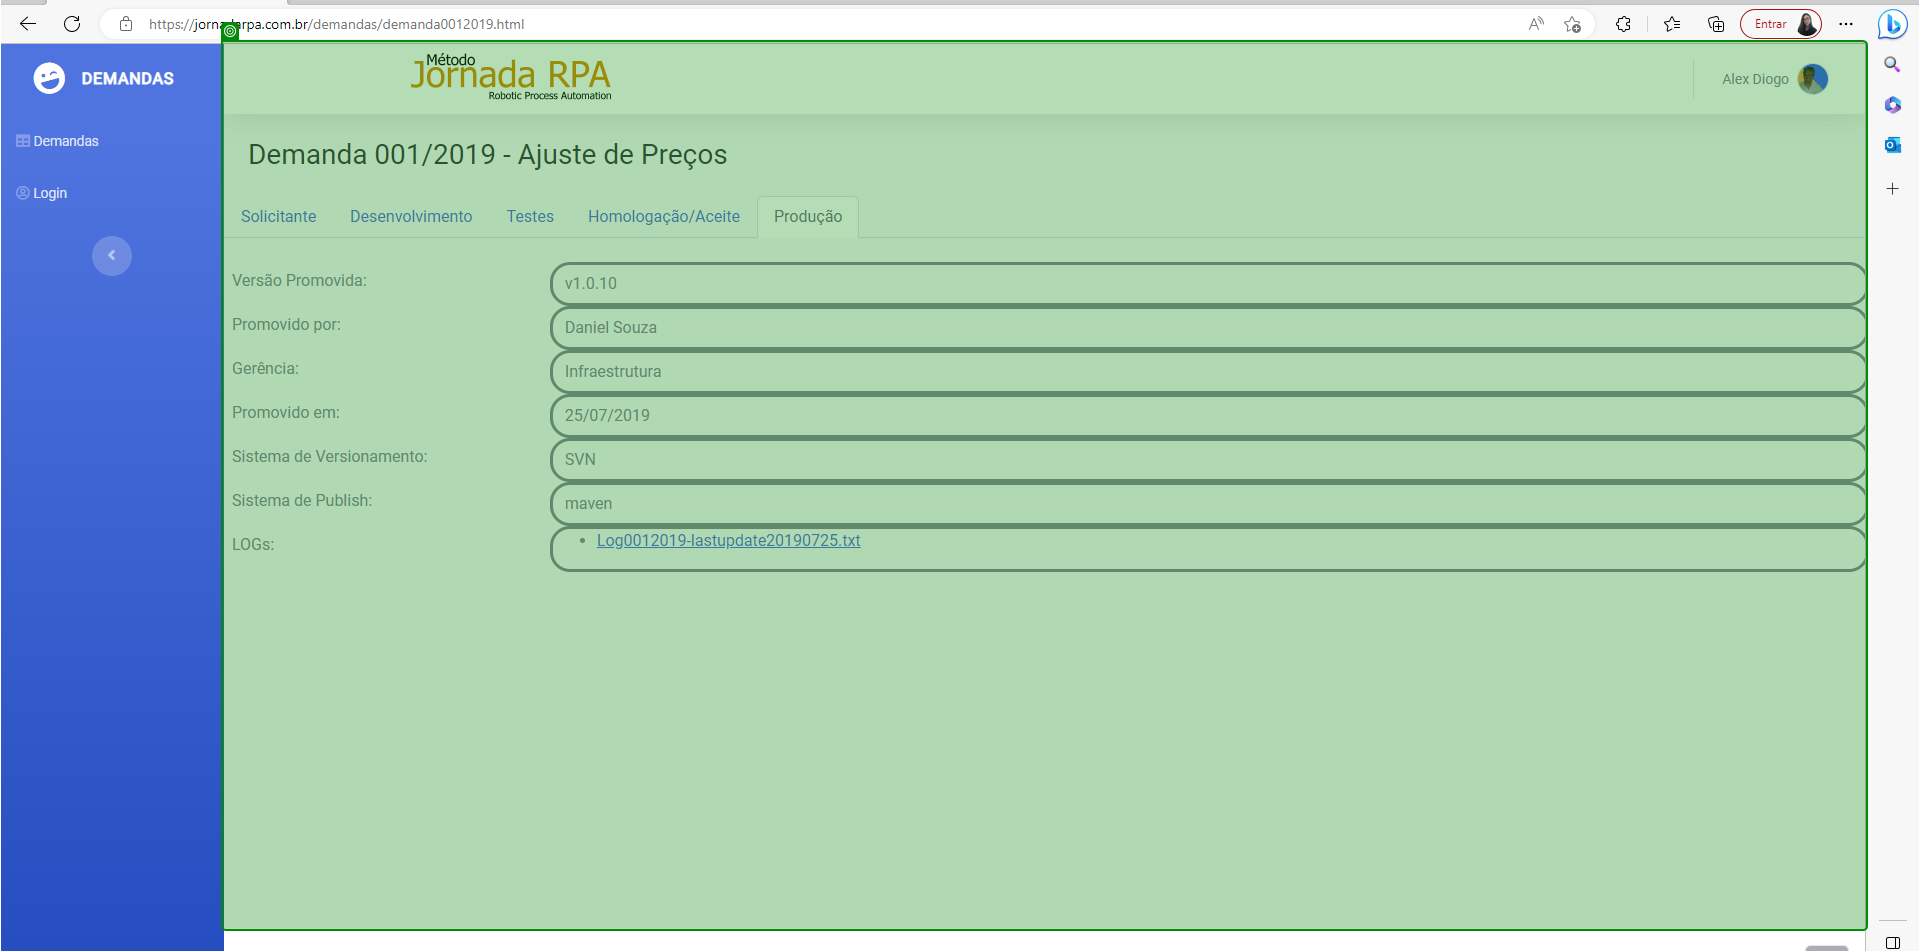 https://jornadarpa.com.br/demandas/demanda0012019.html
Entrar
DEMANDAS
Demandas
Login
Método
Jornada RPA
Robotic Process Automation
Alex Diogo
Demanda 001/2019 - Ajuste de Preços
Solicitante Desenvolvimento Testes Homologação/Aceite Produção
Versão Promovida: v1.0.10
Promovido por: Daniel Souza
Gerência: Infraestrutura
Promovido em: 25/07/2019
Sistema de Versionamento: SVN
Sistema de Publish: maven
LOGs: • Log0012019-lastupdate20190725.txt